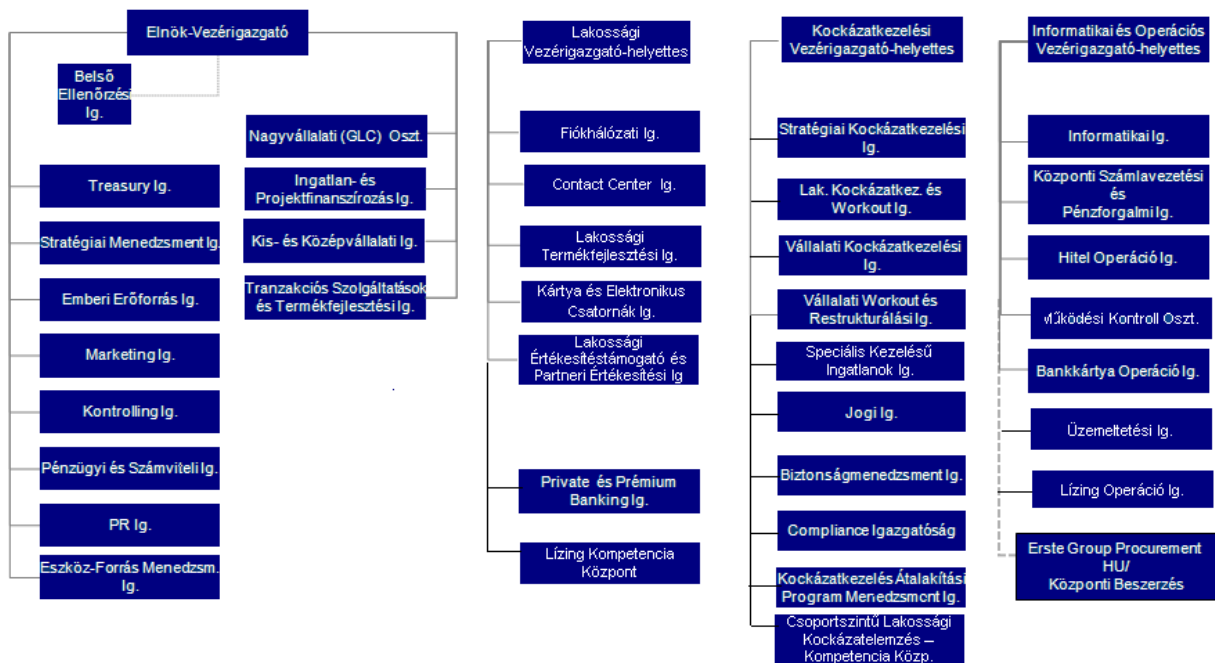 Elnök-Vezérigazgató
Belső
Ellenőrzési
Ig.
Nagyvállalati (GLC) Oszt.
Ingatlan- és
Projektfinanszírozás Ig.
Kis- és Középvállalati Ig.
Tranzakciós Szolgáltatások
és Termékfejlesztési Ig.
Treasury Ig.
Stratégiai Menedzsment Ig.
Emberi Erőforrás Ig.
Marketing Ig.
Kontrolling Ig.
Pénzügyi és Számviteli Ig.
PR Ig.
Eszköz-Forrás Menedzsm.
Ig.
Lakossági
Vezérigazgató-helyettes
Fiókhálózati Ig.
Contact Center Ig.
Lakossági
Termékfejlesztési Ig.
Kártya és Elektronikus
Csatornák Ig.
Lakossági
Értékesítéstámogató és
Partneri Értékesítési Ig
Private és Prémium
Banking Ig.
Lízing Kompetencia
Központ
Kockázatkezelési
Vezérigazgató-helyettes
Stratégiai Kockázatkezelési
Ig.
Lak. Kockázatkez. és
Workout Ig.
Vállalati Kockázatkezelési
Ig.
Vállalati Workout és
Restrukturálási Ig.
Speciális Kezelésű
Ingatlanok Ig.
Jogi Ig.
Biztonságmenedzsment Ig.
Compliance Igazgatóság
Kockázatkezelés Átalakítási
Program Menedzsment Ig.
Csoportszintű Lakossági
Kockázatelemzés –
Kompetencia Közp.
Informatikai és Operációs
Vezérigazgató-helyettes
Informatikai Ig.
Központi Számlavezetési
és
Pénzforgalmi Ig.
Hitel Operáció Ig.
Működési Kontroll Oszt.
Bankkártya Operáció Ig.
Üzemeltetési Ig.
Lízing Operáció Ig.
Erste Group Procurement
HU/
Központi Beszerzés